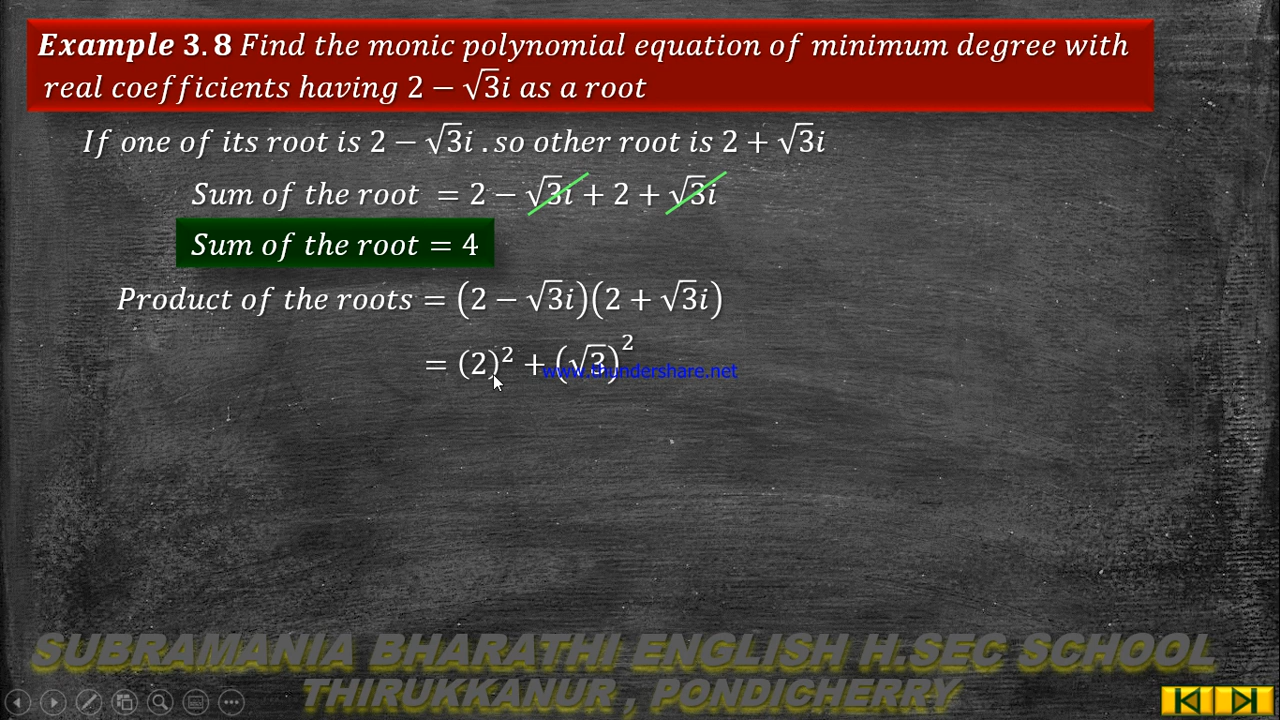 Example 3.8 Find the monic polynomial equation of minimum degree with
real coefficients having 2 − √3i as a root
If one of its root is 2 − √3i . so other root is 2 + √3i
Sum of the root = 2 − √3i + 2 + √3i
Sum of the root = 4
Product of the roots = (2 − √3i)(2 + √3i)
= (2)² + (√3)²
www.thundershare.net
SUBRAMANIA BHARATHI ENGLISH H.SEC SCHOOL
THIRUKKANUR , PONDICHERRY